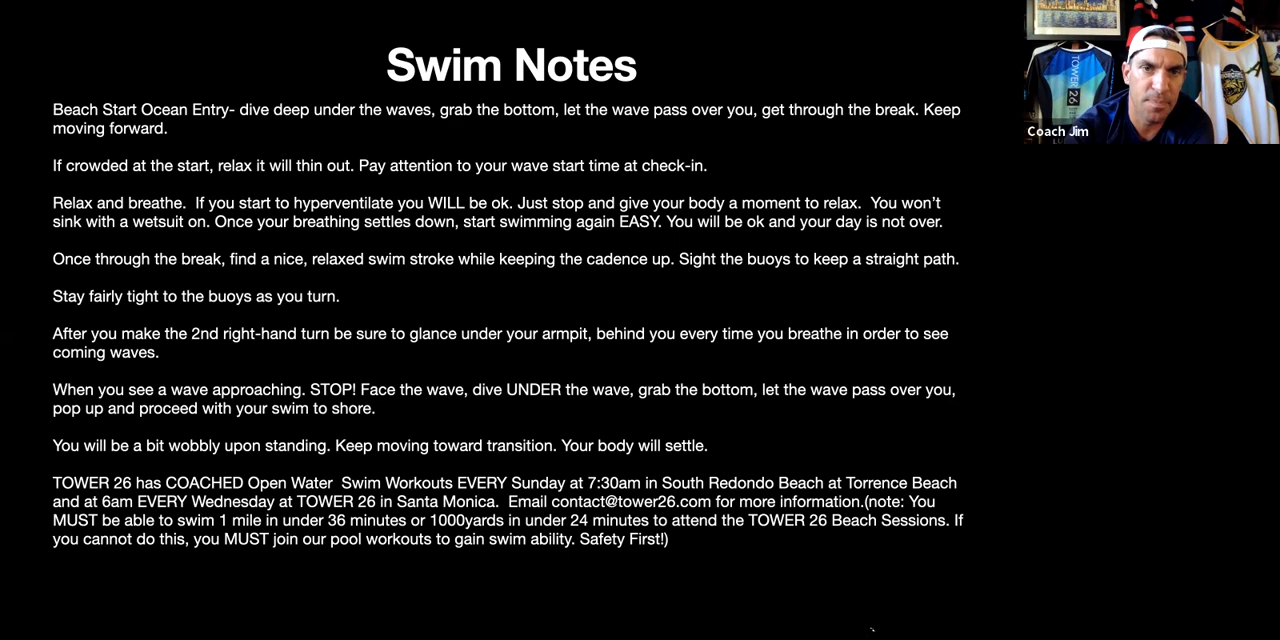 Swim Notes
Beach Start Ocean Entry- dive deep under the waves, grab the bottom, let the wave pass over you, get through the break. Keep
moving forward.
If crowded at the start, relax it will thin out. Pay attention to your wave start time at check-in.
Relax and breathe.  If you start to hyperventilate you WILL be ok. Just stop and give your body a moment to relax.  You won't
sink with a wetsuit on. Once your breathing settles down, start swimming again EASY. You will be ok and your day is not over.
Once through the break, find a nice, relaxed swim stroke while keeping the cadence up. Sight the buoys to keep a straight path.
Stay fairly tight to the buoys as you turn.
After you make the 2nd right-hand turn be sure to glance under your armpit, behind you every time you breathe in order to see
coming waves.
When you see a wave approaching. STOP! Face the wave, dive UNDER the wave, grab the bottom, let the wave pass over you,
pop up and proceed with your swim to shore.
You will be a bit wobbly upon standing. Keep moving toward transition. Your body will settle.
TOWER 26 has COACHED Open Water  Swim Workouts EVERY Sunday at 7:30am in South Redondo Beach at Torrence Beach
and at 6am EVERY Wednesday at TOWER 26 in Santa Monica.  Email contact@tower26.com for more information.(note: You
MUST be able to swim 1 mile in under 36 minutes or 1000yards in under 24 minutes to attend the TOWER 26 Beach Sessions. If
you cannot do this, you MUST join our pool workouts to gain swim ability. Safety First!)
TOWER 26
Coach Jim